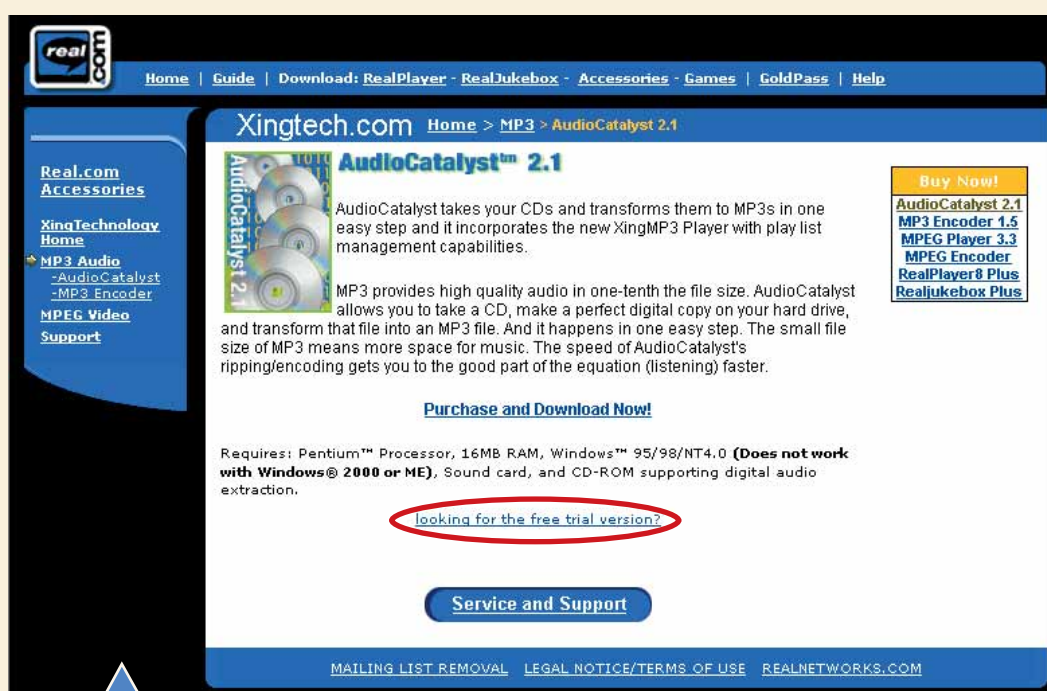 real.com
Home | Guide | Download: RealPlayer - RealJukebox - Accessories - Games | GoldPass | Help
Xingtech.com Home > MP3 > AudioCatalyst 2.1
Real.com
Accessories
XingTechnology
Home
MP3 Audio
-AudioCatalyst
-MP3 Encoder
MPEG Video
Support
AudioCatalyst 2.1
AudioCatalyst™ 2.1
AudioCatalyst takes your CDs and transforms them to MP3s in one
easy step and it incorporates the new XingMP3 Player with play list
management capabilities.
MP3 provides high quality audio in one-tenth the file size. AudioCatalyst
allows you to take a CD, make a perfect digital copy on your hard drive,
and transform that file into an MP3 file. And it happens in one easy step. The small file
size of MP3 means more space for music. The speed of AudioCatalyst's
ripping/encoding gets you to the good part of the equation (listening) faster.
Purchase and Download Now!
Requires: Pentium™ Processor, 16MB RAM, Windows™ 95/98/NT4.0 (Does not work
with Windows® 2000 or ME), Sound card, and CD-ROM supporting digital audio
extraction.
looking for the free trial version?
Service and Support
Buy Now!
AudioCatalyst 2.1
MP3 Encoder 1.5
MPEG Player 3.3
MPEG Encoder
RealPlayer8 Plus
Realjukebox Plus
MAILING LIST REMOVAL LEGAL NOTICE/TERMS OF USE REALNETWORKS.COM